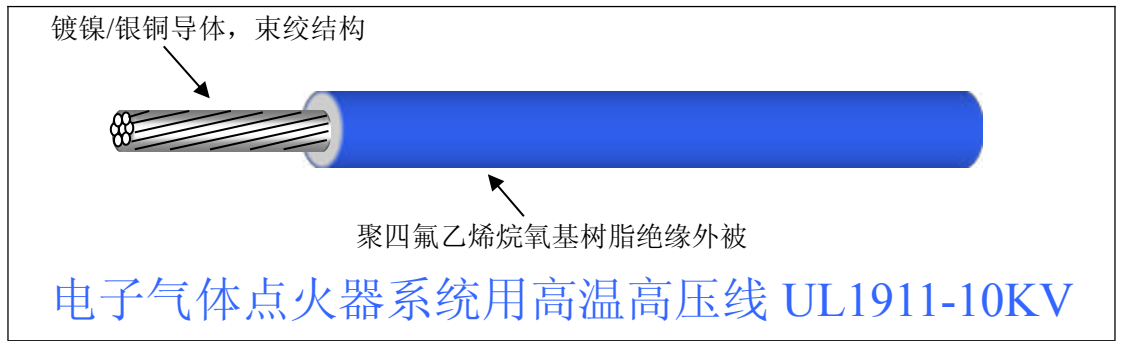 镀镍/银铜导体，束绞结构
聚四氟乙烯烷氧基树脂绝缘外被
电子气体点火器系统用高温高压线 UL1911-10KV